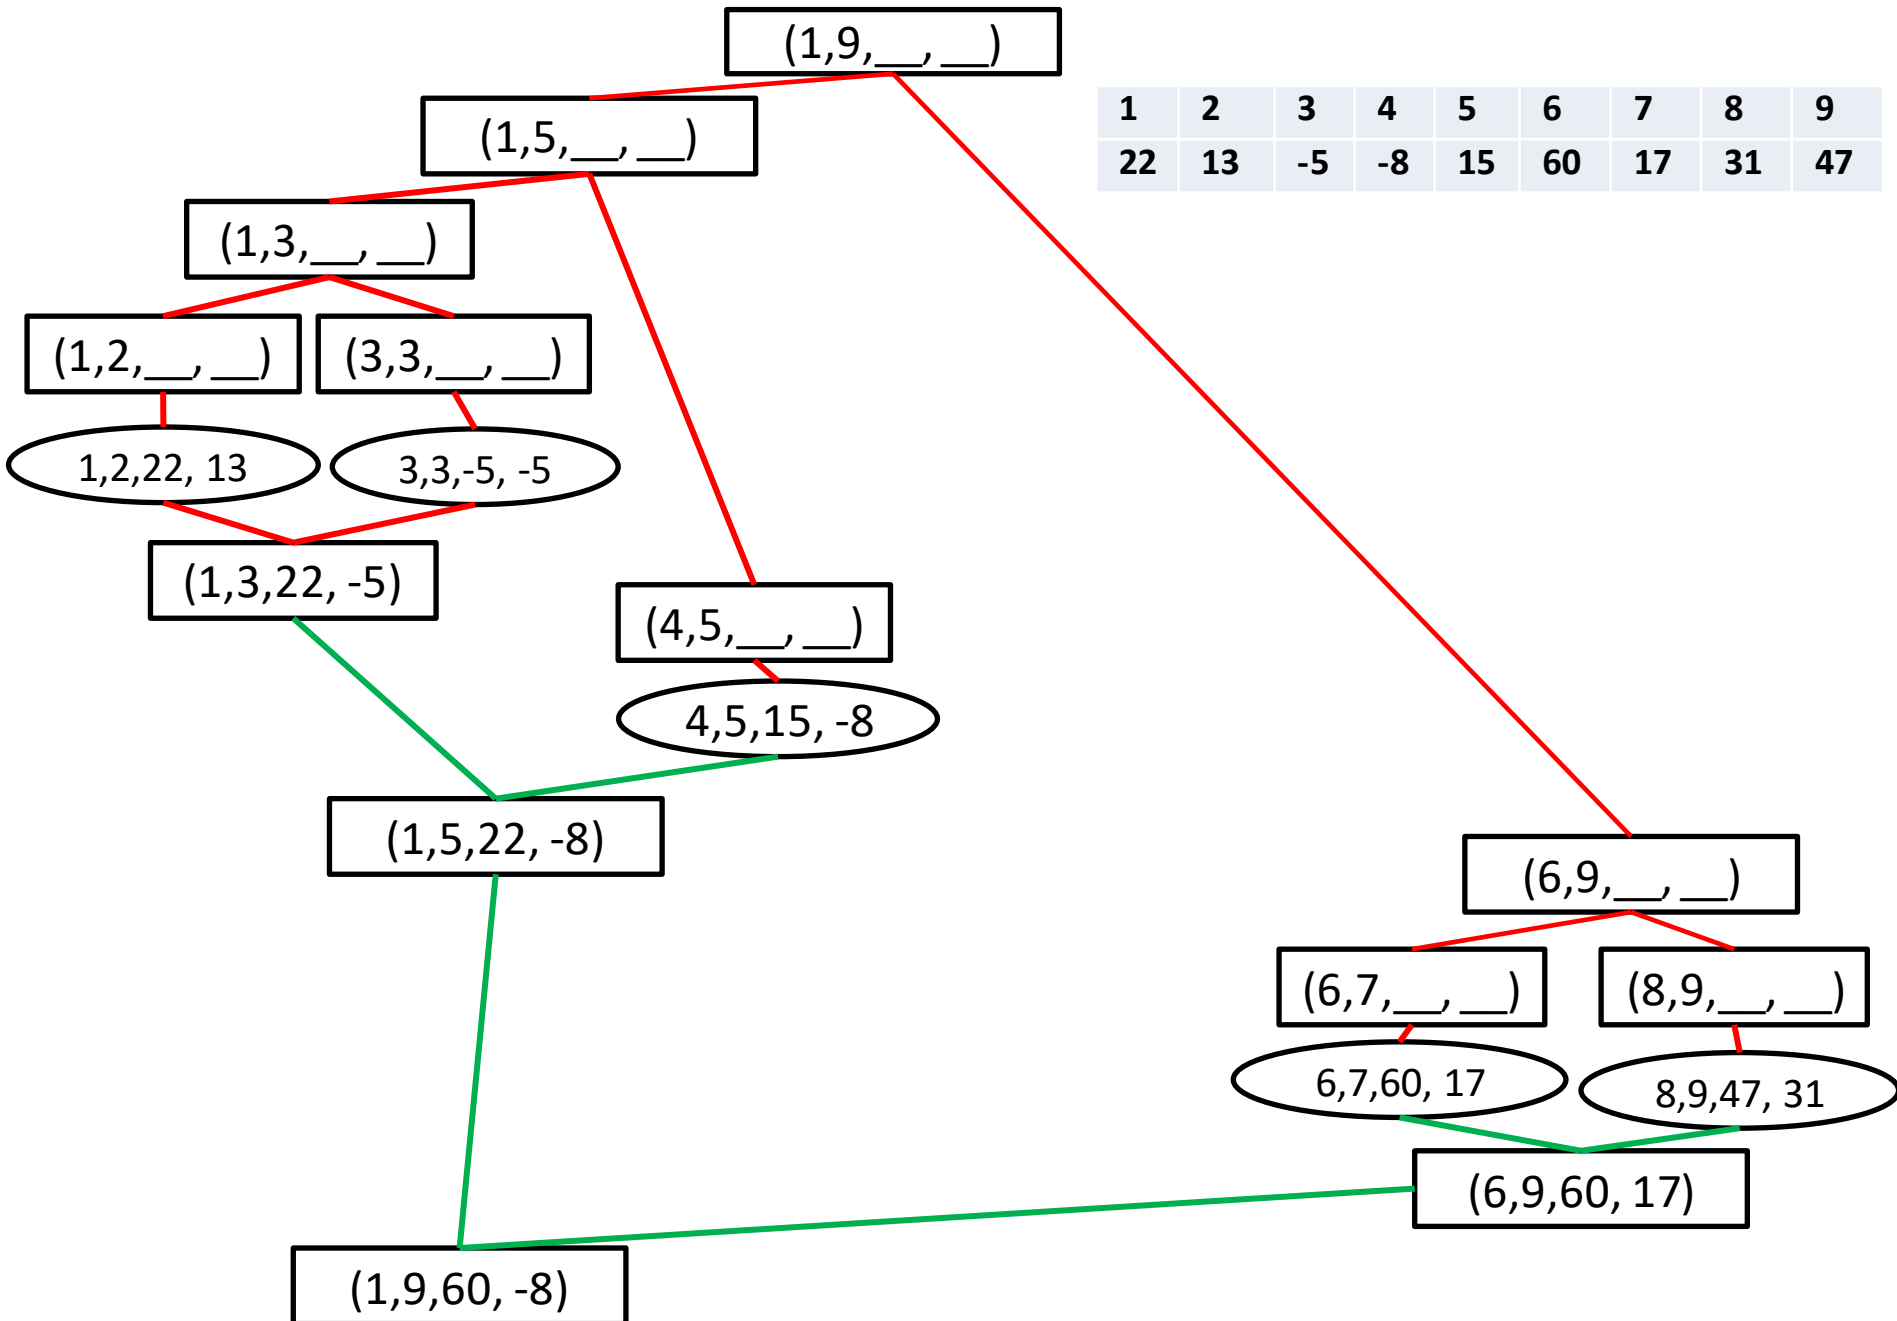 (1,9,__, __)
1 2 3 4 5 6 7 8 9
22 13 -5 -8 15 60 17 31 47
(1,5,__, __)
(1,3,__, __)
(1,2,__, __) (3,3,__, __)
1,2,22, 13 3,3,-5, -5
(1,3,22, -5)
(4,5,__, __)
4,5,15, -8
(1,5,22, -8)
(6,9,__, __)
(6,7,__, __) (8,9,__, __)
6,7,60, 17 8,9,47, 31
(6,9,60, 17)
(1,9,60, -8)